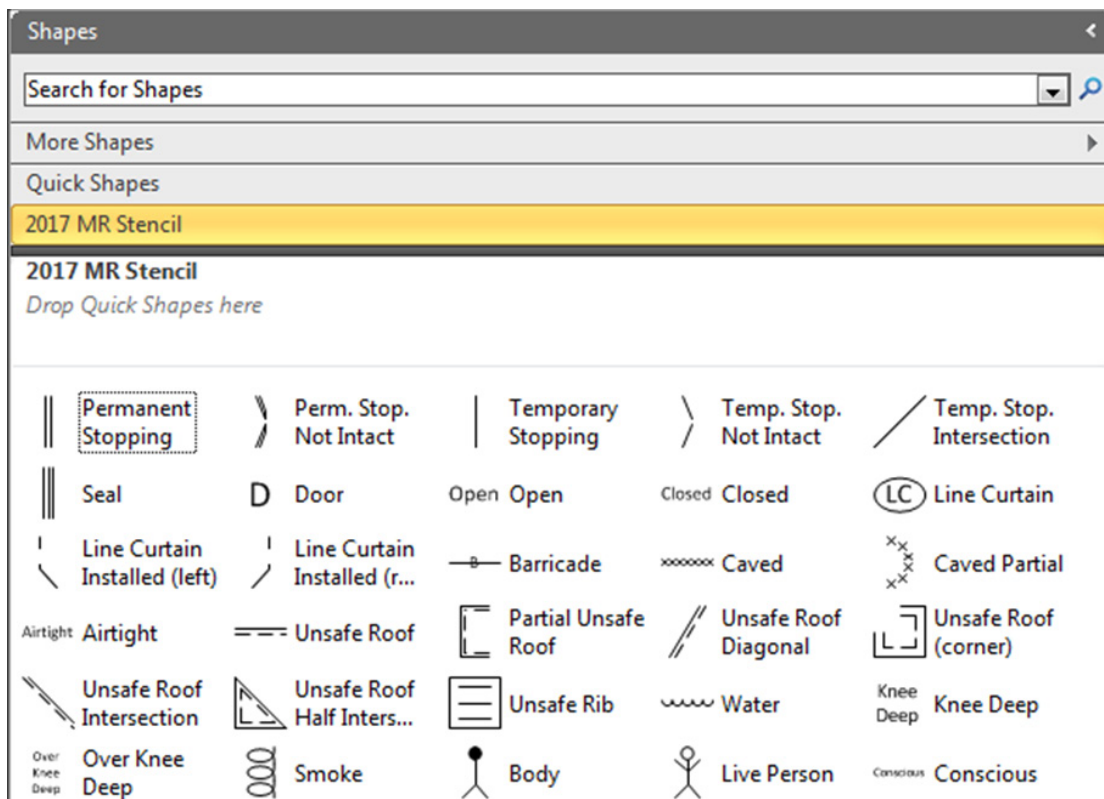 Shapes
Search for Shapes
More Shapes
Quick Shapes
2017 MR Stencil
2017 MR Stencil
Drop Quick Shapes here
Permanent
Stopping
Perm. Stop.
Not Intact
Temporary
Stopping
Temp. Stop.
Not Intact
Temp. Stop.
Intersection
Seal
D
Door
Open
Open
Closed
Closed
LC
Line Curtain
Line Curtain
Installed (left)
Line Curtain
Installed (r...
B
Barricade
Caved
Caved Partial
Airtight
Airtight
Unsafe Roof
Partial Unsafe
Roof
Unsafe Roof
Diagonal
Unsafe Roof
(corner)
Unsafe Roof
Intersection
Unsafe Roof
Half Inters...
Unsafe Rib
Water
Knee
Deep
Knee Deep
Over
Knee
Deep
Over Knee
Deep
Smoke
Body
Live Person
Conscious
Conscious